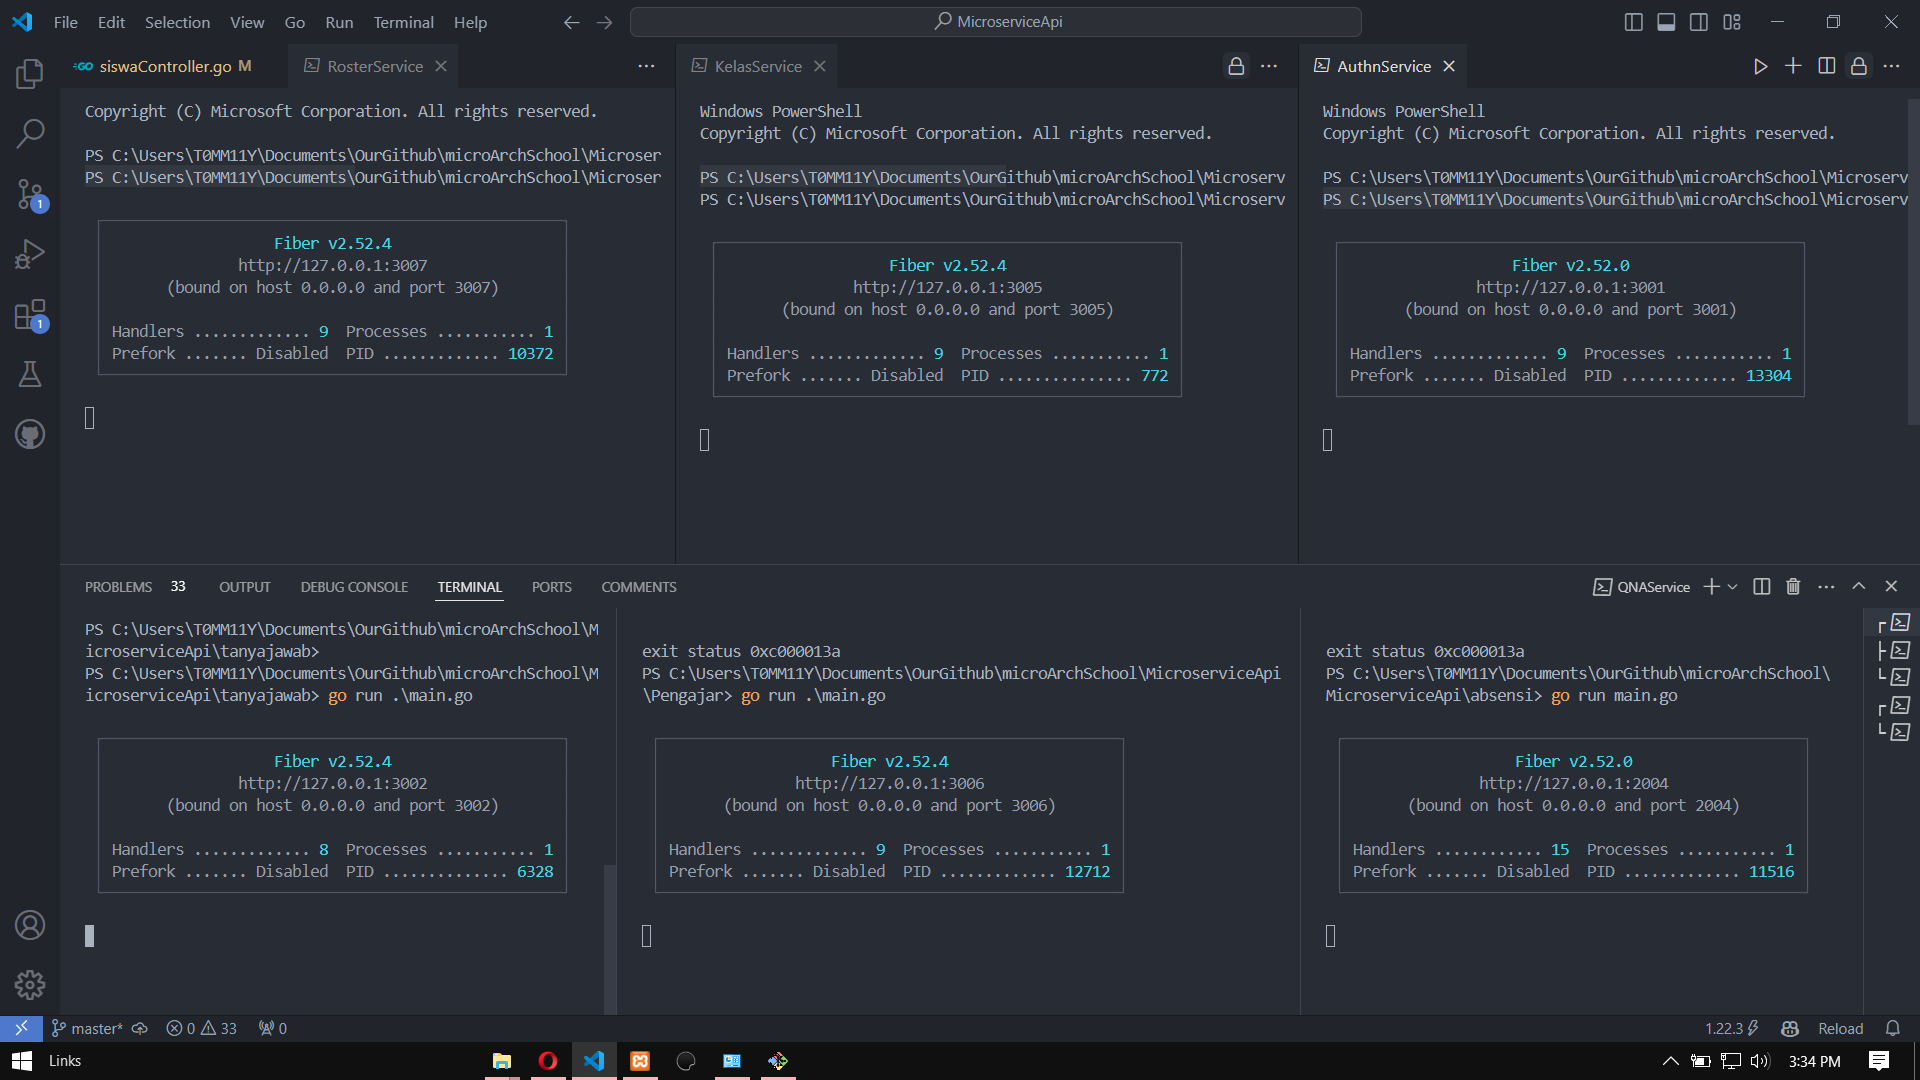 File Edit Selection View Go Run Terminal Help
MicroserviceApi
siswaController.go M
RosterService
Copyright (C) Microsoft Corporation. All rights reserved.
PS C:\Users\T0MM11Y\Documents\OurGithub\microArchSchool\Microser
PS C:\Users\T0MM11Y\Documents\OurGithub\microArchSchool\Microser
Fiber v2.52.4
http://127.0.0.1:3007
(bound on host 0.0.0.0 and port 3007)
Handlers ............. 9 Processes ........... 1
Prefork ....... Disabled PID ............. 10372
KelasService
Windows PowerShell
Copyright (C) Microsoft Corporation. All rights reserved.
PS C:\Users\T0MM11Y\Documents\OurGithub\microArchSchool\Microserv
PS C:\Users\T0MM11Y\Documents\OurGithub\microArchSchool\Microserv
Fiber v2.52.4
http://127.0.0.1:3005
(bound on host 0.0.0.0 and port 3005)
Handlers ............. 9 Processes ........... 1
Prefork ....... Disabled PID ............... 772
AuthnService
Windows PowerShell
Copyright (C) Microsoft Corporation. All rights reserved.
PS C:\Users\T0MM11Y\Documents\OurGithub\microArchSchool\Microserv
PS C:\Users\T0MM11Y\Documents\OurGithub\microArchSchool\Microserv
Fiber v2.52.0
http://127.0.0.1:3001
(bound on host 0.0.0.0 and port 3001)
Handlers ............. 9 Processes ........... 1
Prefork ....... Disabled PID ............. 13304
1
1
PROBLEMS 33 OUTPUT DEBUG CONSOLE TERMINAL PORTS COMMENTS
QNAService
PS C:\Users\T0MM11Y\Documents\OurGithub\microArchSchool\M
icroserviceApi\tanyajawab>
PS C:\Users\T0MM11Y\Documents\OurGithub\microArchSchool\M
icroserviceApi\tanyajawab> go run .\main.go
Fiber v2.52.4
http://127.0.0.1:3002
(bound on host 0.0.0.0 and port 3002)
Handlers ............. 8 Processes ........... 1
Prefork ....... Disabled PID .............. 6328
exit status 0xc000013a
PS C:\Users\T0MM11Y\Documents\OurGithub\microArchSchool\MicroserviceApi
\Pengajar> go run .\main.go
Fiber v2.52.4
http://127.0.0.1:3006
(bound on host 0.0.0.0 and port 3006)
Handlers ............. 9 Processes ........... 1
Prefork ....... Disabled PID ............. 12712
exit status 0xc000013a
PS C:\Users\T0MM11Y\Documents\OurGithub\microArchSchool\
MicroserviceApi\absensi> go run main.go
Fiber v2.52.0
http://127.0.0.1:2004
(bound on host 0.0.0.0 and port 2004)
Handlers ............ 15 Processes ........... 1
Prefork ....... Disabled PID ............. 11516
master* 0 33 0
1.22.3 Reload
Links
3:34 PM